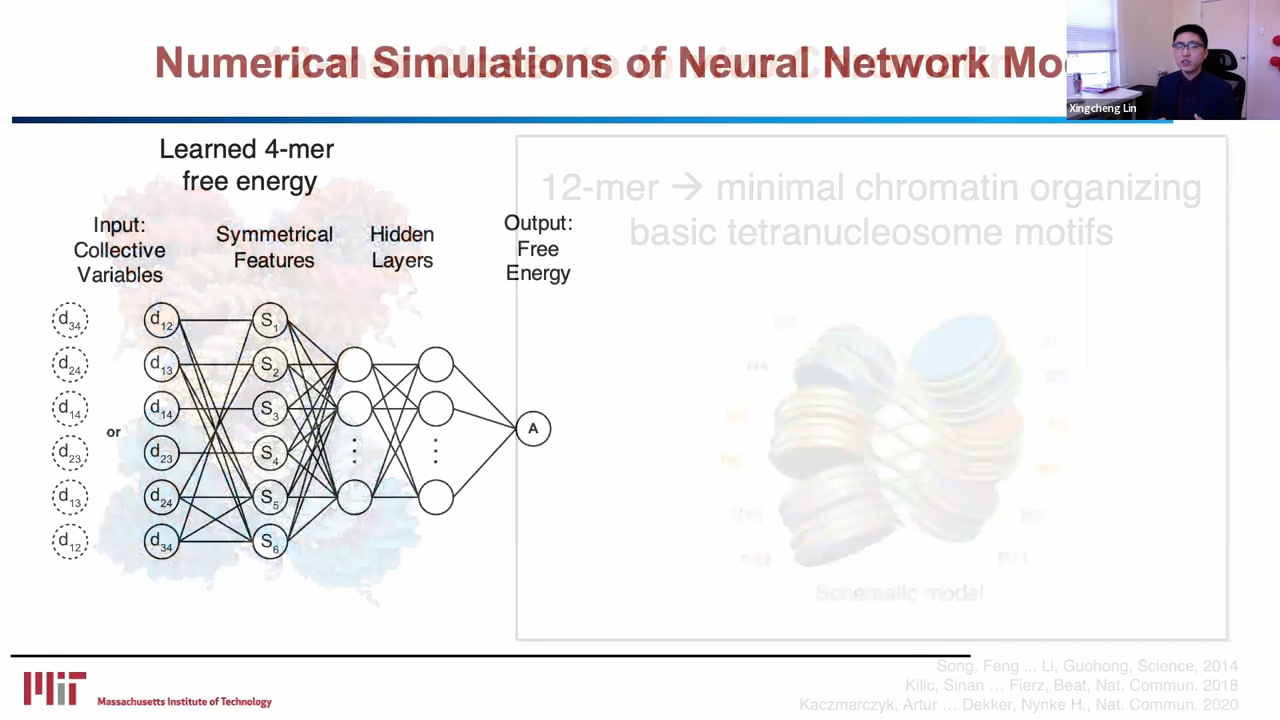 Numerical Simulations of Neural Network
Xingcheng Lin
Learned 4-mer
free energy
12-mer → minimal chromatin organizing
basic tetranucleosome motifs
Input:
Collective
Variables
Symmetrical
Features
Hidden
Layers
Output:
Free
Energy
d34 d12 S1
d24 d13 S2
d14 d14 S3
or
A
d23 d23 S4
d13 d24 S5
d12 d34 S6
Schematic model
Song, Feng ... Li, Guohong, Science, 2014
Kilic, Sinan ... Fierz, Beat, Nat. Commun. 2018
Kaczmarczyk, Artur ... Dekker, Nynke H., Nat. Commun. 2020
MIT
Massachusetts Institute of Technology